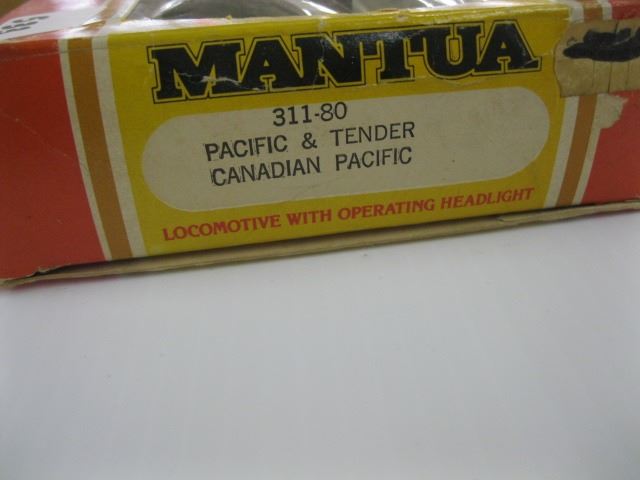 MANTUA
311-80
PACIFIC & TENDER
CANADIAN PACIFIC
LOCOMOTIVE WITH OPERATING HEADLIGHT